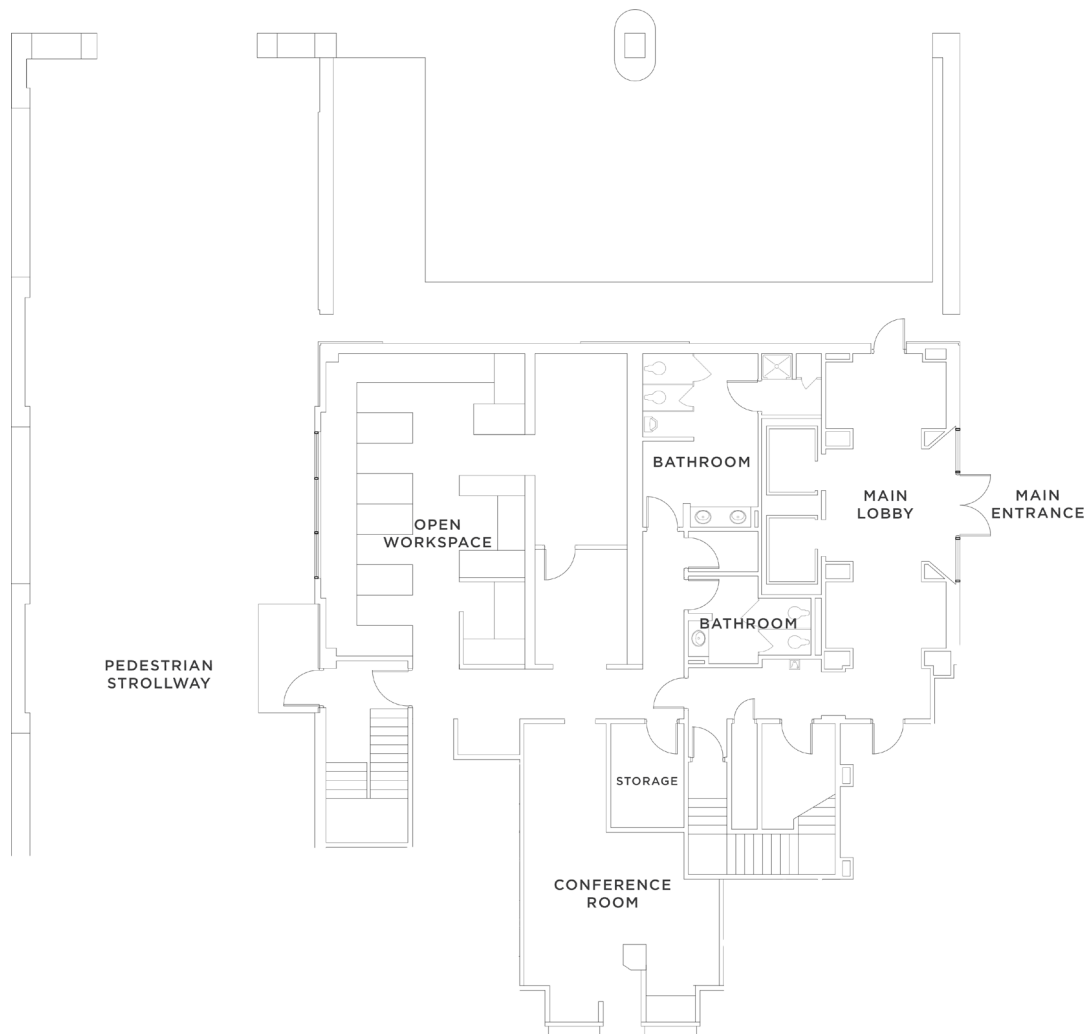 BATHROOM
MAIN
LOBBY
MAIN
ENTRANCE
OPEN
WORKSPACE
BATHROOM
PEDESTRIAN
STROLLWAY
STORAGE
CONFERENCE
ROOM